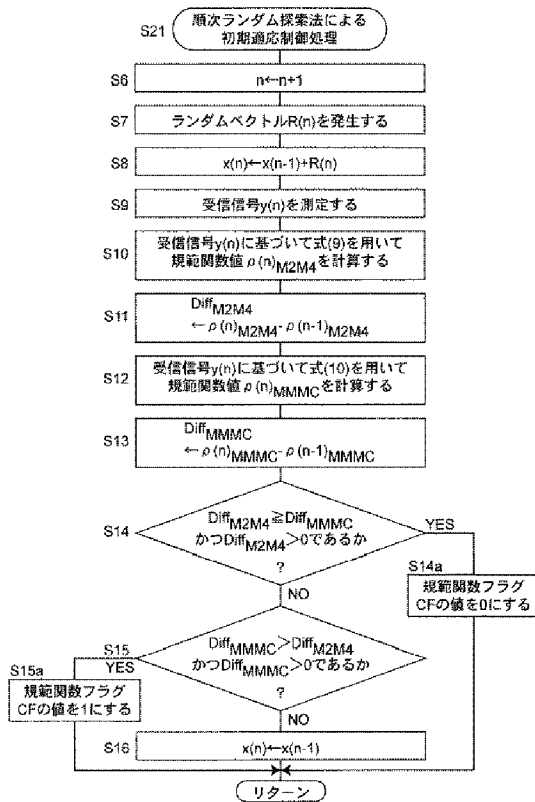 S21
順次ランダム探索法による
初期適応制御処理
S6
n←n+1
S7
ランダムベクトルR(n)を発生する
S8
x(n)←x(n-1)+R(n)
S9
受信信号y(n)を測定する
S10
受信信号y(n)に基づいて式(9)を用いて
規範関数値ρ(n)M2M4を計算する
S11
DiffM2M4
←ρ(n)M2M4-ρ(n-1)M2M4
S12
受信信号y(n)に基づいて式(10)を用いて
規範関数値ρ(n)MMMCを計算する
S13
DiffMMMC
←ρ(n)MMMC-ρ(n-1)MMMC
S14
DiffM2M4≧DiffMMMC
かつDiffM2M4>0であるか
?
YES
S14a
規範関数フラグ
CFの値を0にする
NO
S15
DiffMMMC>DiffM2M4
かつDiffMMMC>0であるか
?
YES
S15a
規範関数フラグ
CFの値を1にする
NO
S16
x(n)←x(n-1)
リターン